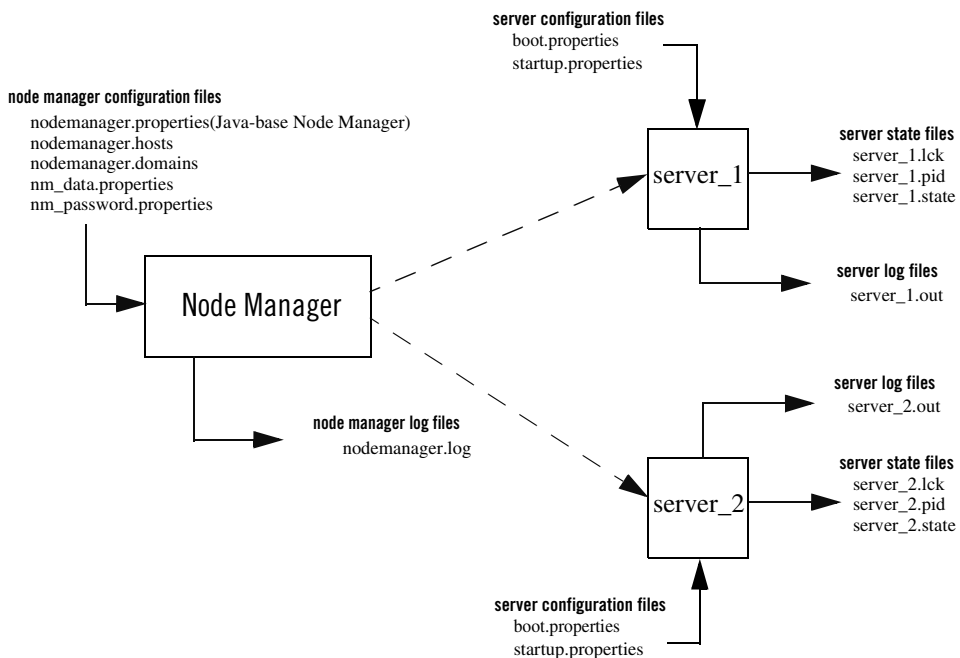 server configuration files
boot.properties
startup.properties
node manager configuration files
nodemanager.properties(Java-base Node Manager)
nodemanager.hosts
nodemanager.domains
nm_data.properties
nm_password.properties
server_1
server state files
server_1.lck
server_1.pid
server_1.state
server log files
server_1.out
Node Manager
node manager log files
nodemanager.log
server log files
server_2.out
server_2
server state files
server_2.lck
server_2.pid
server_2.state
server configuration files
boot.properties
startup.properties